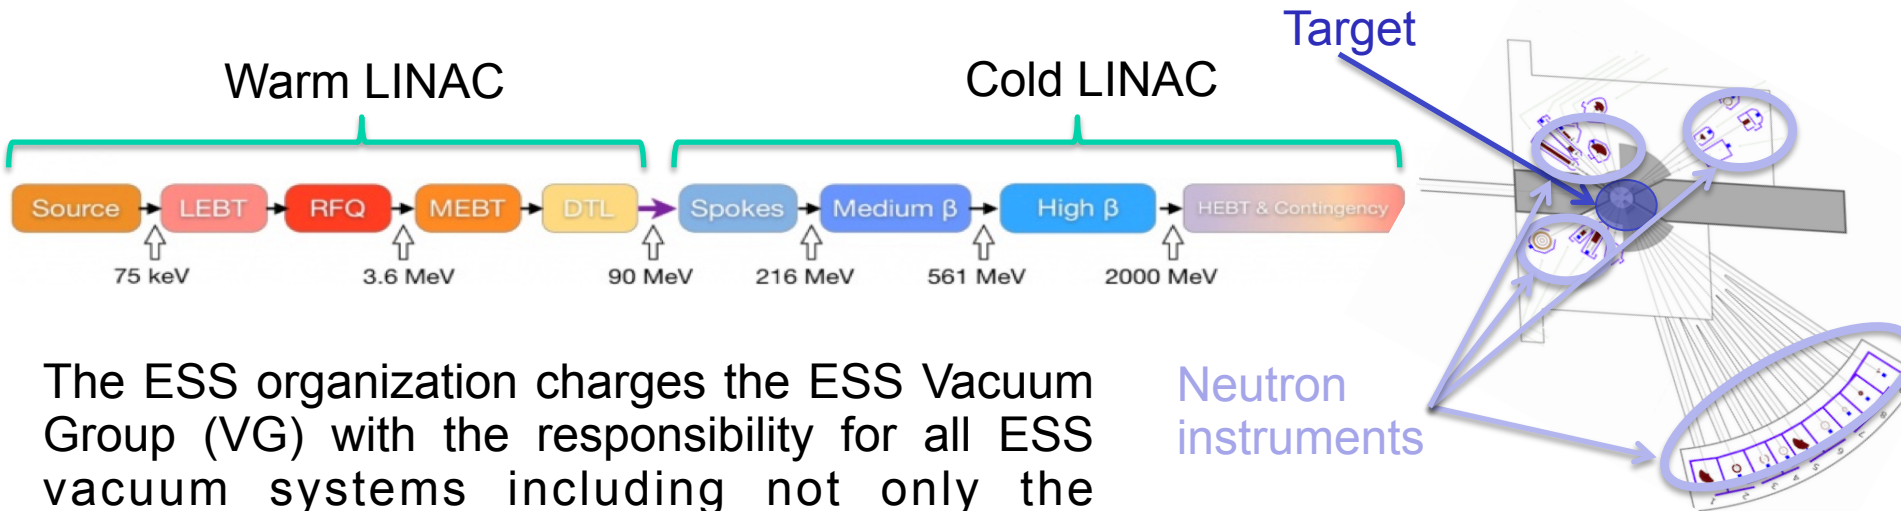 Target
Warm LINAC
Cold LINAC
Source
LEBT
RFQ
MEBT
DTL
Spokes
Medium β
High β
HEBT & Contingency
75 keV
3.6 MeV
90 MeV
216 MeV
561 MeV
2000 MeV
The ESS organization charges the ESS Vacuum
Group (VG) with the responsibility for all ESS
vacuum systems including not only the
Neutron
instruments